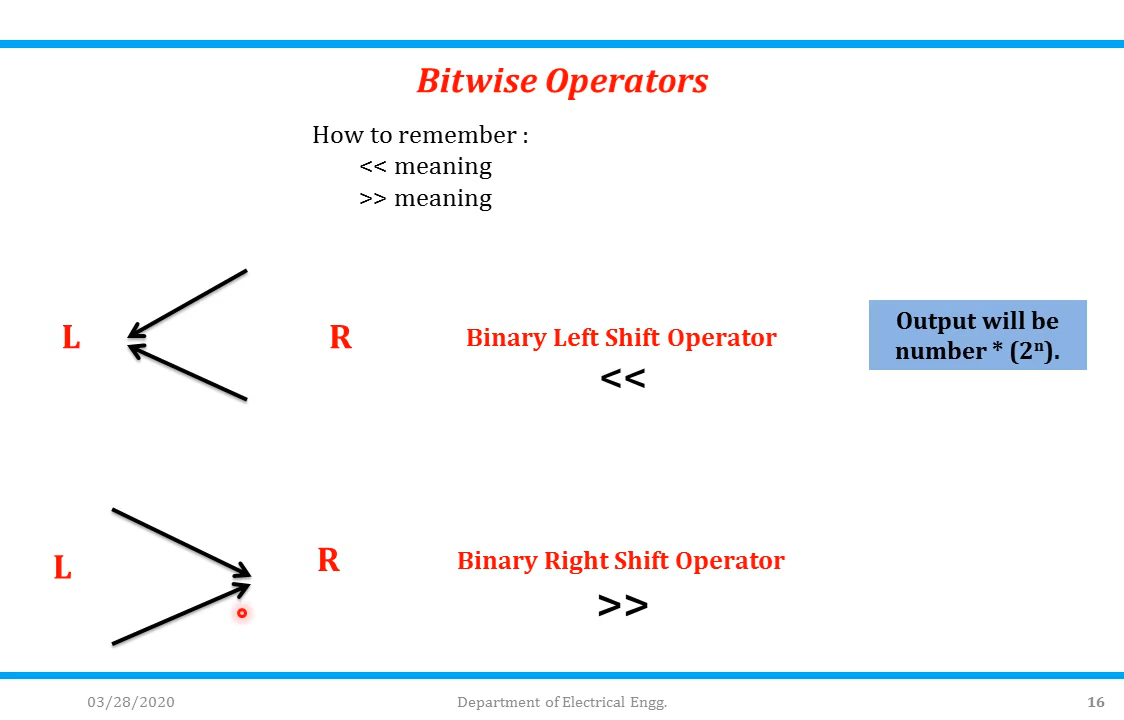 Bitwise Operators
How to remember :
<< meaning
>> meaning
L
R
Binary Left Shift Operator
<<
Output will be
number * (2ⁿ).
L
R
Binary Right Shift Operator
>>
03/28/2020
Department of Electrical Engg.
16